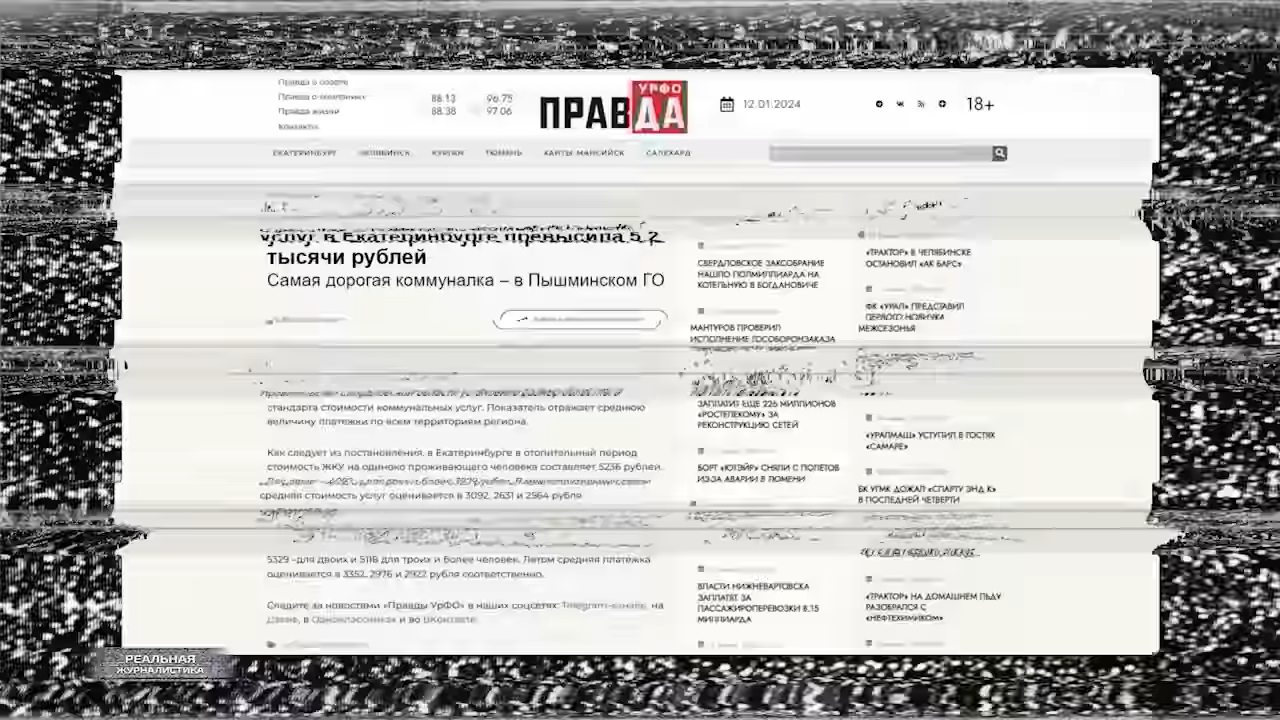 Правда о спорте
Правда о компаниях
Правда жизни
Контакты
88.13 96.75
88.38 97.06
ПРАВДА
УРФО
12.01.2024
18+
ЕКАТЕРИНБУРГ ЧЕЛЯБИНСК КУРГАН ТЮМЕНЬ ХАНТЫ-МАНСИЙСК САЛЕХАРД
услуг в Екатеринбурге превысила 5,2
тысячи рублей
Самая дорогая коммуналка – в Пышминском ГО
стандарта стоимости коммунальных услуг. Показатель отражает среднюю
величину платежки по всем территориям региона.
Как следует из постановления, в Екатеринбурге в отопительный период
стоимость ЖКУ на одиноко проживающего человека составляет 5236 рублей.
средняя стоимость услуг оценивается в 3092, 2631 и 2564 рубля
5329 –для двоих и 5118 для троих и более человек. Летом средняя платежка
оценивается в 3352, 2976 и 2922 рубля соответственно.
Следите за новостями «Правды УрФО» в наших соцсетях: Telegram-канале, на
Дзене, в Одноклассниках и во ВКонтакте.
СВЕРДЛОВСКОЕ ЗАКСОБРАНИЕ
НАШЛО ПОЛМИЛЛИАРДА НА
КОТЕЛЬНУЮ В БОГДАНОВИЧЕ
МАНТУРОВ ПРОВЕРИЛ
ИСПОЛНЕНИЕ ГОСОБОРОНЗАКАЗА
ЗАПЛАТИТ ЕЩЕ 226 МИЛЛИОНОВ
«РОСТЕЛЕКОМУ» ЗА
РЕКОНСТРУКЦИЮ СЕТЕЙ
БОРТ «ЮТЭЙР» СНЯЛИ С ПОЛЕТОВ
ИЗ-ЗА АВАРИИ В ТЮМЕНИ
ВЛАСТИ НИЖНЕВАРТОВСКА
ЗАПЛАТЯТ ЗА
ПАССАЖИРОПЕРЕВОЗКИ 8,15
МИЛЛИАРДА
«ТРАКТОР» В ЧЕЛЯБИНСКЕ
ОСТАНОВИЛ «АК БАРС»
ФК «УРАЛ» ПРЕДСТАВИЛ
ПЕРВОГО НОВИЧКА
МЕЖСЕЗОНЬЯ
«УРАЛМАШ» УСТУПИЛ В ГОСТЯХ
«САМАРЕ»
БК УГМК ДОЖАЛ «СПАРТУ ЭНД К»
В ПОСЛЕДНЕЙ ЧЕТВЕРТИ
«ТРАКТОР» НА ДОМАШНЕМ ЛЬДУ
РАЗОБРАЛСЯ С
«НЕФТЕХИМИКОМ»
РЕАЛЬНАЯ
ЖУРНАЛИСТИКА